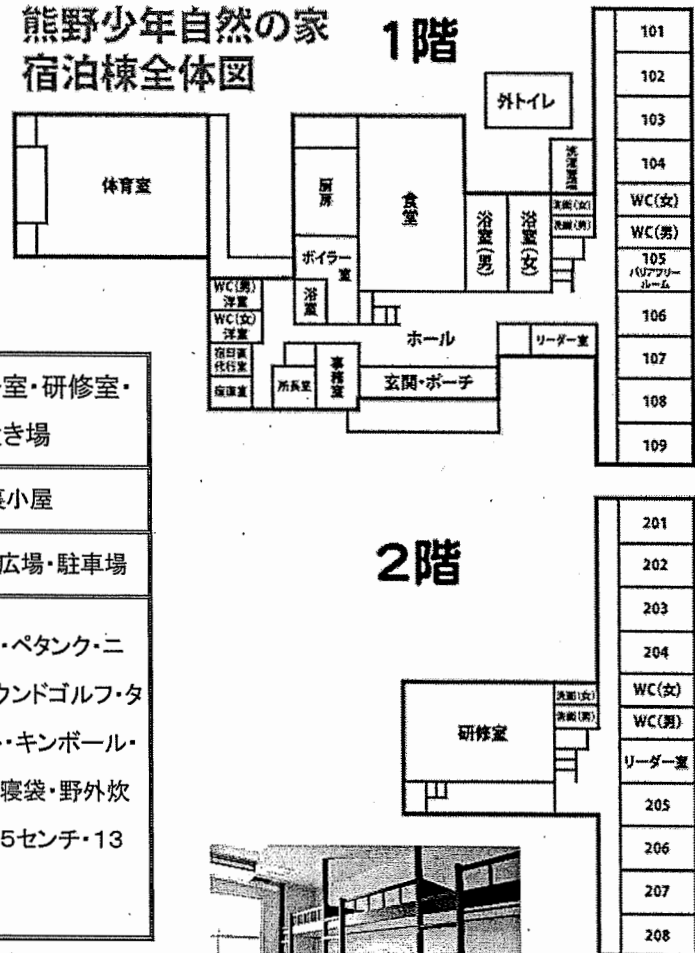 熊野少年自然の家
宿泊棟全体図
1階
101
102
103
104
WC(女)
WC(男)
105
バリアフリー
ルーム
106
107
108
109
外トイレ
洗面(女)
洗面(男)
体育室
厨房
食堂
浴室(男)
浴室(女)
ボイラー
室
浴室
WC(男)
洋室
WC(女)
洋室
宿日直
代行室
宿直室
所長室
事務室
ホール
玄関・ポーチ
リーダー室
室・研修室・
き場
小屋
広場・駐車場
・ペタンク・ニ
ウンドゴルフ・タ
・キンボール・
寝袋・野外炊
5センチ・13
2階
201
202
203
204
WC(女)
WC(男)
リーダー室
205
206
207
208
洗面(女)
洗面(男)
研修室